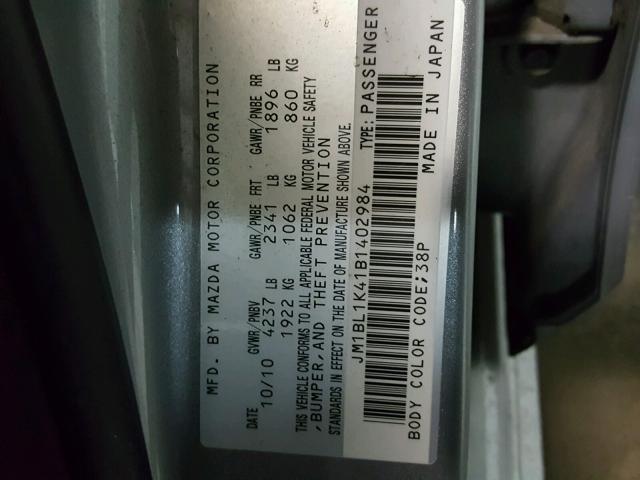 MFD. BY MAZDA MOTOR CORPORATION
DATE GVWR/PNBV GAWR/PNBE FRT GAWR/PNBE RR
10/10 4237 LB 2341 LB 1896 LB
1922 KG 1062 KG 860 KG
THIS VEHICLE CONFORMS TO ALL APPLICABLE FEDERAL MOTOR VEHICLE SAFETY
,BUMPER, AND THEFT PREVENTION
STANDARDS IN EFFECT ON THE DATE OF MANUFACTURE SHOWN ABOVE.
JM1BL1K41B1402984 TYPE: PASSENGER
BODY COLOR CODE;38P MADE IN JAPAN